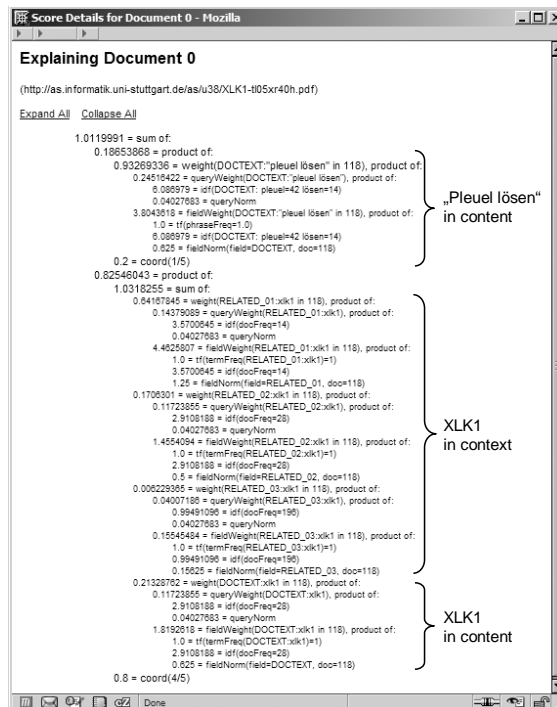 Score Details for Document 0 - Mozilla
Explaining Document 0
(http://as.informatik.uni-stuttgart.de/as/u38/XLK1-tl05xr40h.pdf)
Expand All Collapse All
1.0119991 = sum of:
0.18653868 = product of:
0.93269336 = weight(DOCTEXT:"pleuel lösen" in 118), product of:
0.24516422 = queryWeight(DOCTEXT:"pleuel lösen"), product of:
6.086979 = idf(DOCTEXT: pleuel=42 lösen=14)
0.04027683 = queryNorm
3.8043618 = fieldWeight(DOCTEXT:"pleuel lösen" in 118), product of:
1.0 = tf(phraseFreq=1.0)
6.086979 = idf(DOCTEXT: pleuel=42 lösen=14)
0.625 = fieldNorm(field=DOCTEXT, doc=118)
0.2 = coord(1/5)
„Pleuel lösen“
in content
0.82546043 = product of:
1.0318255 = sum of:
0.64167845 = weight(RELATED_01:xlk1 in 118), product of:
0.14379089 = queryWeight(RELATED_01:xlk1), product of:
3.5700645 = idf(docFreq=14)
0.04027683 = queryNorm
4.4625807 = fieldWeight(RELATED_01:xlk1 in 118), product of:
1.0 = tf(termFreq(RELATED_01:xlk1)=1)
3.5700645 = idf(docFreq=14)
1.25 = fieldNorm(field=RELATED_01, doc=118)
0.1706301 = weight(RELATED_02:xlk1 in 118), product of:
0.11723855 = queryWeight(RELATED_02:xlk1), product of:
2.9108188 = idf(docFreq=28)
0.04027683 = queryNorm
1.4554094 = fieldWeight(RELATED_02:xlk1 in 118), product of:
1.0 = tf(termFreq(RELATED_02:xlk1)=1)
2.9108188 = idf(docFreq=28)
0.5 = fieldNorm(field=RELATED_02, doc=118)
0.006229365 = weight(RELATED_03:xlk1 in 118), product of:
0.04007186 = queryWeight(RELATED_03:xlk1), product of:
0.99491096 = idf(docFreq=196)
0.04027683 = queryNorm
0.15545484 = fieldWeight(RELATED_03:xlk1 in 118), product of:
1.0 = tf(termFreq(RELATED_03:xlk1)=1)
0.99491096 = idf(docFreq=196)
0.15625 = fieldNorm(field=RELATED_03, doc=118)
XLK1
in context
0.21328762 = weight(DOCTEXT:xlk1 in 118), product of:
0.11723855 = queryWeight(DOCTEXT:xlk1), product of:
2.9108188 = idf(docFreq=28)
0.04027683 = queryNorm
1.8192618 = fieldWeight(DOCTEXT:xlk1 in 118), product of:
1.0 = tf(termFreq(DOCTEXT:xlk1)=1)
2.9108188 = idf(docFreq=28)
0.625 = fieldNorm(field=DOCTEXT, doc=118)
XLK1
in content
0.8 = coord(4/5)
Done